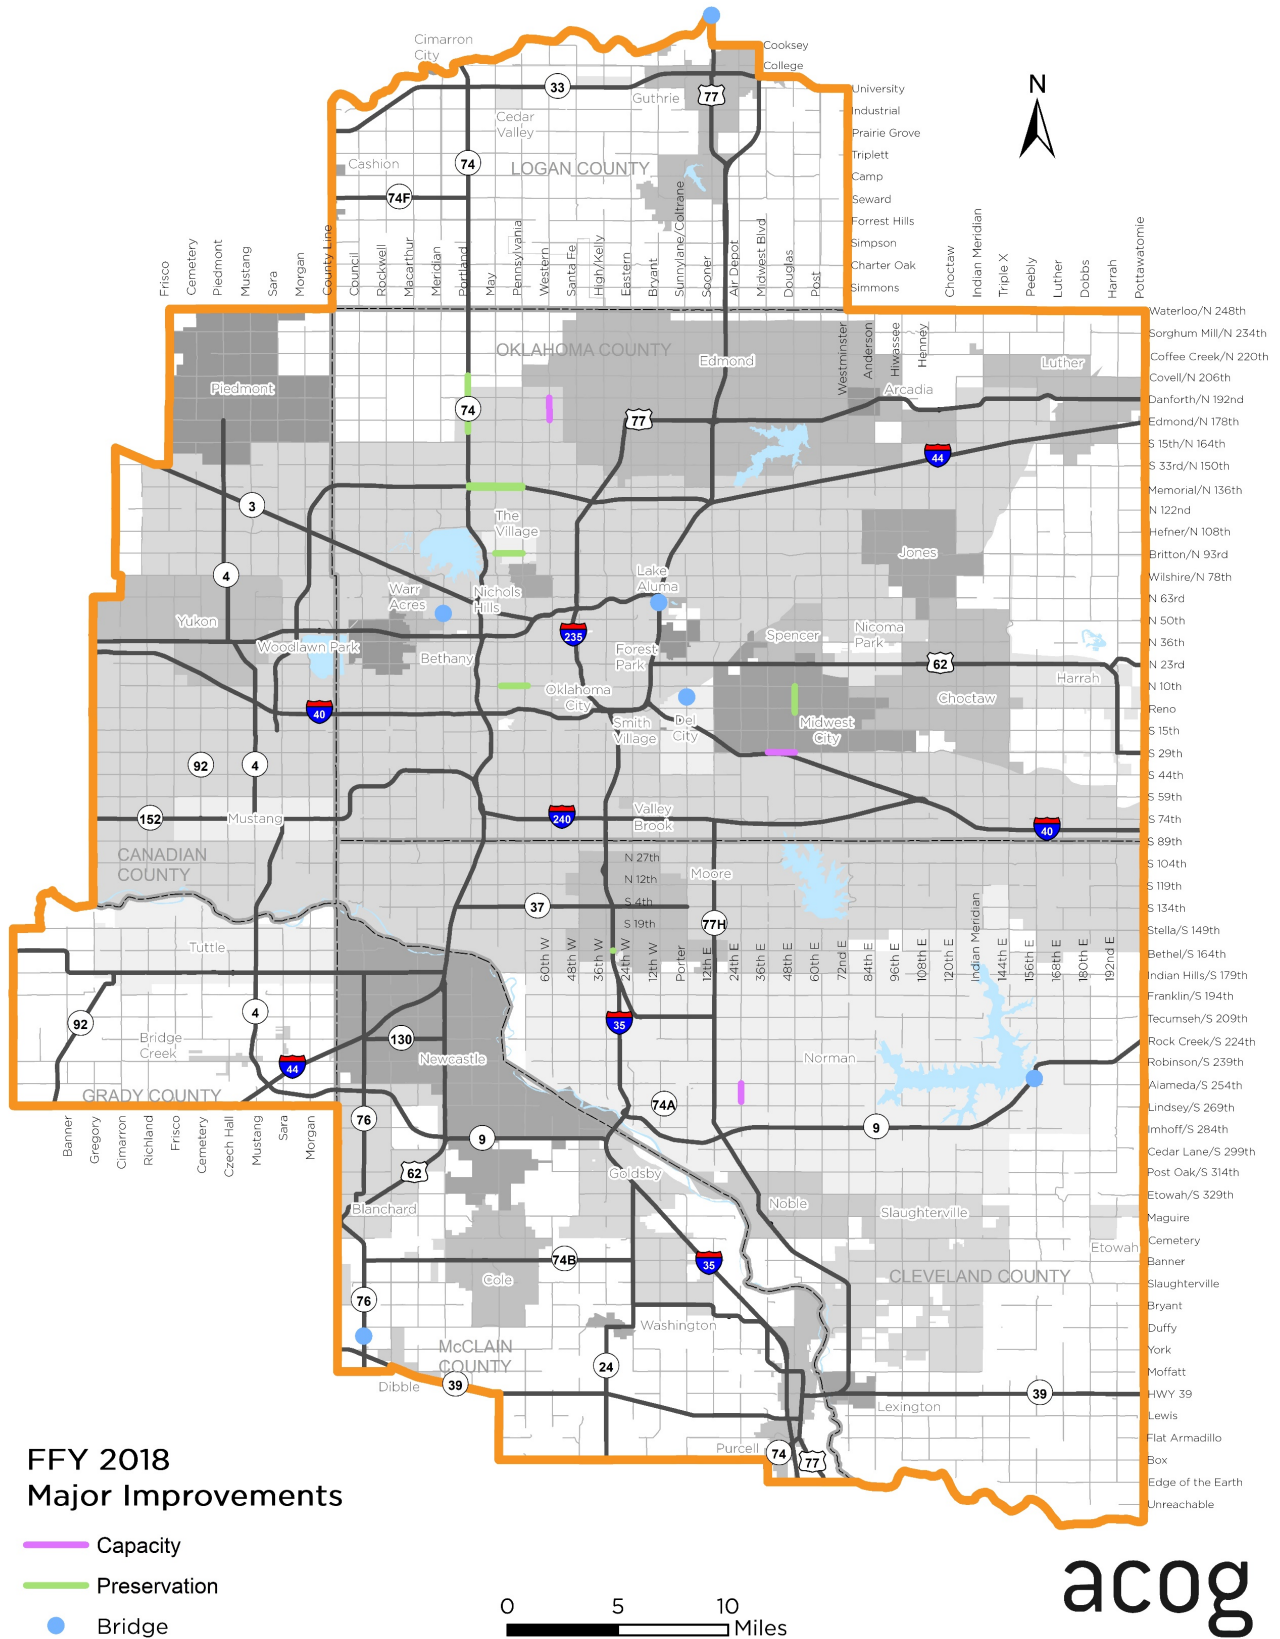 Cimarron
City
Cooksey
College
33
Guthrie
77
University
Industrial
Prairie Grove
Triplett
Camp
Seward
Forrest Hills
Simpson
Charter Oak
Simmons
N
Cedar
Valley
Cashion
74
LOGAN COUNTY
74F
Frisco
Cemetery
Piedmont
Mustang
Sara
Morgan
County Line
Council
Rockwell
Macarthur
Meridian
Portland
May
Pennsylvania
Western
Santa Fe
High/Kelly
Eastern
Bryant
Sunnylane/Coltrane
Sooner
Air Depot
Midwest Blvd
Douglas
Post
Westminster
Anderson
Hiwassee
Henney
Choctaw
Indian Meridian
Triple X
Peebly
Luther
Dobbs
Harrah
Pottawatomie
Waterloo/N 248th
Sorghum Mill/N 234th
Coffee Creek/N 220th
Covell/N 206th
Danforth/N 192nd
Edmond/N 178th
S 15th/N 164th
S 33rd/N 150th
Memorial/N 136th
N 122nd
Hefner/N 108th
Britton/N 93rd
Wilshire/N 78th
N 63rd
N 50th
N 36th
N 23rd
N 10th
Reno
S 15th
S 29th
S 44th
S 59th
S 74th
S 89th
S 104th
S 119th
S 134th
Stella/S 149th
Bethel/S 164th
Indian Hills/S 179th
Franklin/S 194th
Tecumseh/S 209th
Rock Creek/S 224th
Robinson/S 239th
Alameda/S 254th
Lindsey/S 269th
Imhoff/S 284th
Cedar Lane/S 299th
Post Oak/S 314th
Etowah/S 329th
Maguire
Cemetery
Banner
Slaughterville
Bryant
Duffy
York
Moffatt
HWY 39
Lewis
Flat Armadillo
Box
Edge of the Earth
Unreachable
OKLAHOMA COUNTY
Edmond
Luther
Piedmont
Arcadia
74
77
44
3
The
Village
Jones
4
Lake
Aluma
Warr
Acres
Nichols
Hills
Yukon
235
Spencer
Nicoma
Park
Woodlawn Park
Bethany
Forest
Park
62
Harrah
Oklahoma
City
Choctaw
40
Smith
Village
Del
City
Midwest
City
92
4
152
Mustang
240
Valley
Brook
40
CANADIAN
COUNTY
N 27th
N 12th
S 4th
S 19th
Moore
37
77H
Tuttle
60th W
48th W
36th W
24th W
12th W
Porter
12th E
24th E
36th E
48th E
60th E
72nd E
84th E
96th E
108th E
120th E
Indian Meridian
144th E
156th E
168th E
180th E
192nd E
92
4
35
Bridge
Creek
130
Newcastle
Norman
44
GRADY COUNTY
74A
76
9
9
Banner
Gregory
Cimarron
Richland
Frisco
Cemetery
Czech Hall
Mustang
Sara
Morgan
62
Goldsby
Blanchard
Noble
Slaughterville
Etowah
74B
35
Cole
CLEVELAND COUNTY
76
Washington
McCLAIN
COUNTY
24
Dibble
39
39
Lexington
Purcell
74
77
FFY 2018
Major Improvements
Capacity
Preservation
Bridge
0 5 10
Miles
acog